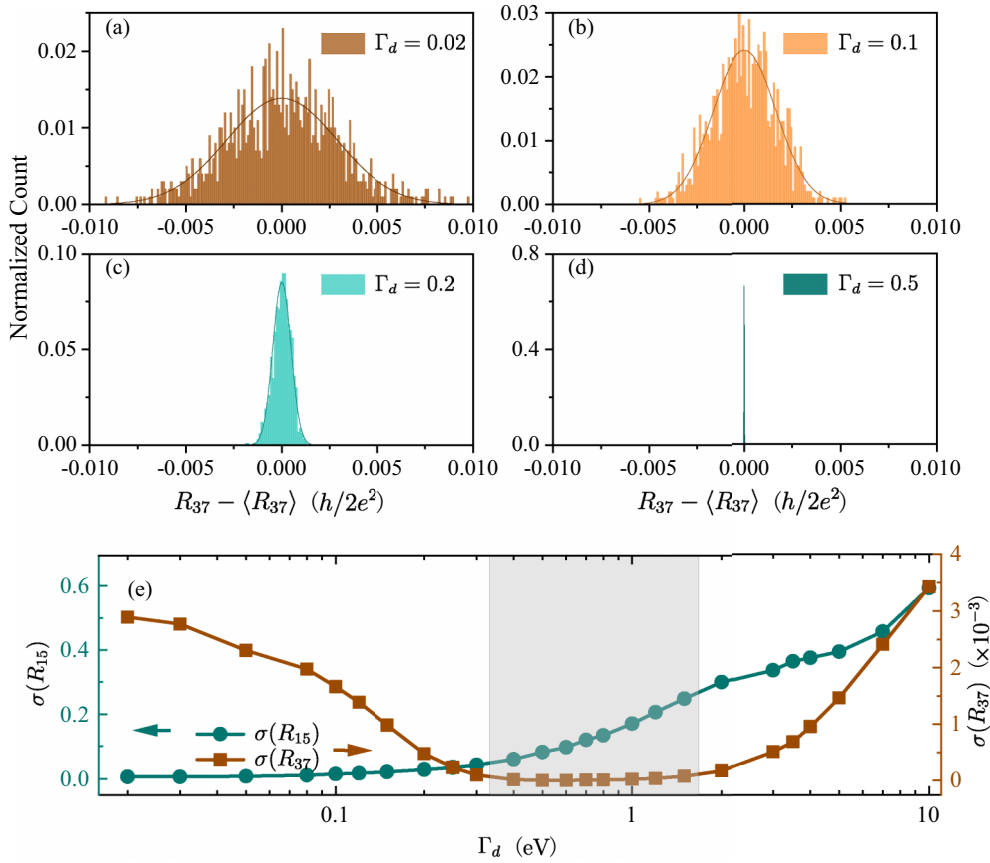 (a)
Γ_d = 0.02
0.02
0.01
0.00
-0.010 -0.005 0.000 0.005 0.010
(b)
Γ_d = 0.1
0.03
0.02
0.01
0.00
-0.010 -0.005 0.000 0.005 0.010
Normalized Count
(c)
Γ_d = 0.2
0.10
0.05
0.00
-0.010 -0.005 0.000 0.005 0.010
R_37 − ⟨R_37⟩ (h/2e²)
(d)
Γ_d = 0.5
0.8
0.4
0.0
-0.010 -0.005 0.000 0.005 0.010
R_37 − ⟨R_37⟩ (h/2e²)
(e)
0.6
0.4
0.2
0.0
σ(R_15)
σ(R_15)
σ(R_37)
4
3
2
1
0
σ(R_37) (×10⁻³)
0.1 1 10
Γ_d (eV)